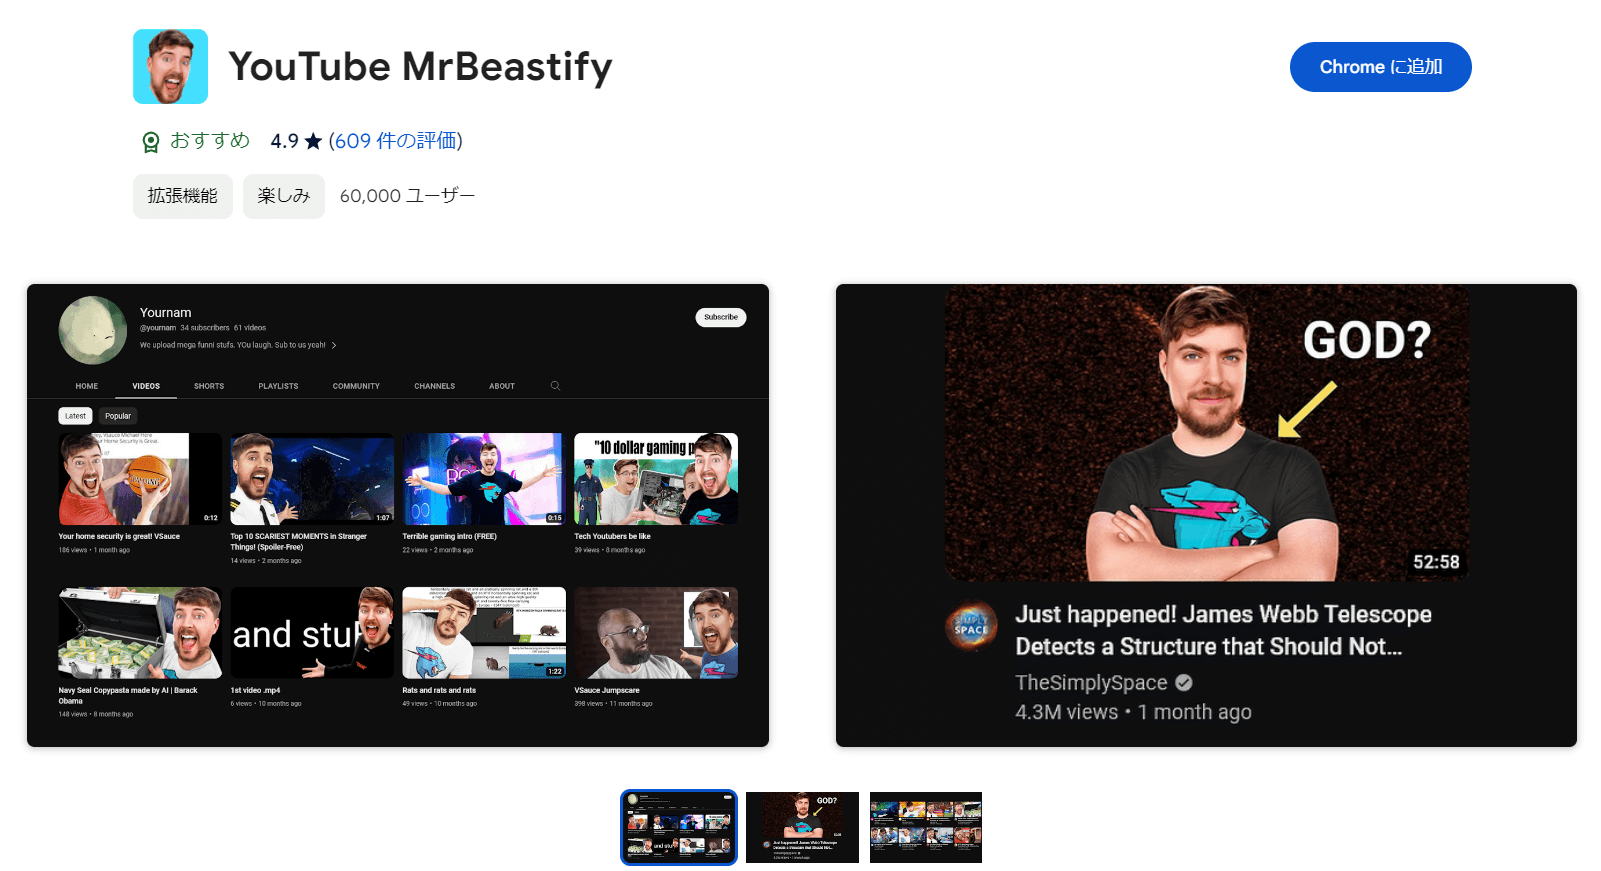 YouTube MrBeastify
Chrome に追加
おすすめ 4.9 ★ (609 件の評価)
拡張機能 楽しみ 60,000 ユーザー
Yournam
@yournam 34 subscribers 61 videos
We upload mega funni stufs. YOu laugh. Sub to us yeah!
Subscribe
HOME VIDEOS SHORTS PLAYLISTS COMMUNITY CHANNELS ABOUT
Latest Popular
0:12
1:07
0:15
"10 dollar gaming
Your home security is great! VSauce
186 views • 1 month ago
Top 10 SCARIEST MOMENTS in Stranger
Things! (Spoiler-Free)
14 views • 2 months ago
Terrible gaming intro (FREE)
22 views • 2 months ago
Tech Youtubers be like
39 views • 8 months ago
and stuf
1:22
Navy Seal Copypasta made by AI | Barack
Obama
148 views • 8 months ago
1st video .mp4
6 views • 10 months ago
Rats and rats and rats
49 views • 10 months ago
VSauce Jumpscare
398 views • 11 months ago
GOD?
52:58
SIMPLY
SPACE
Just happened! James Webb Telescope
Detects a Structure that Should Not...
TheSimplySpace
4.3M views • 1 month ago